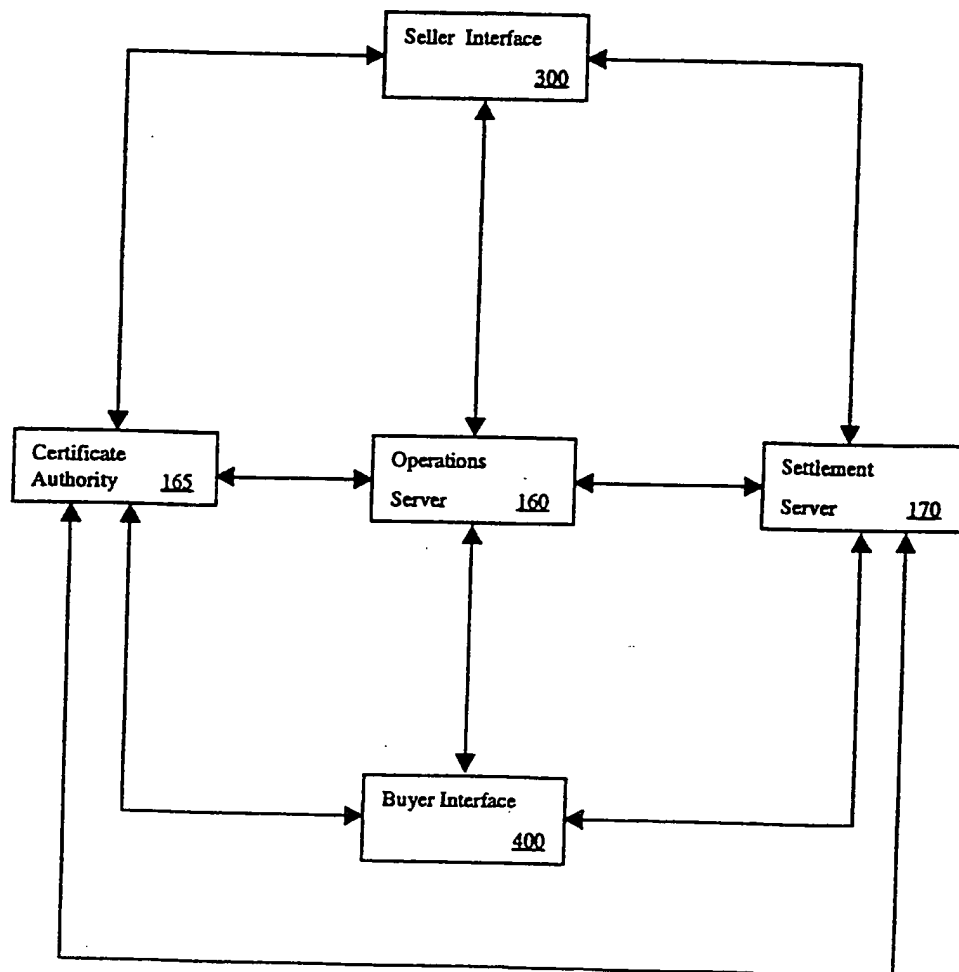 Seller Interface
300
Certificate
Authority 165
Operations
Server 160
Settlement
Server 170
Buyer Interface
400